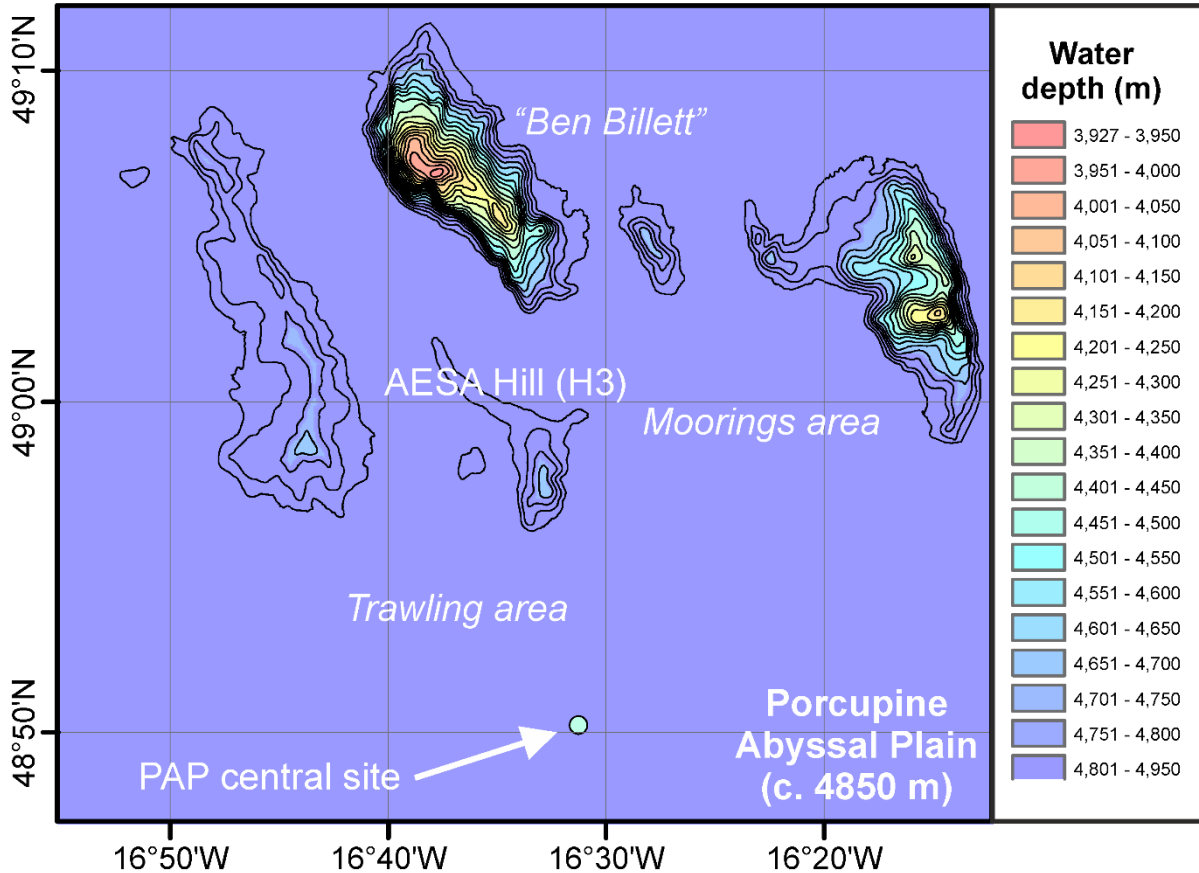 49°10'N
49°00'N
48°50'N
“Ben Billett”
AESA Hill (H3)
Moorings area
Trawling area
PAP central site
Porcupine
Abyssal Plain
(c. 4850 m)
16°50'W
16°40'W
16°30'W
16°20'W
Water
depth (m)
3,927 - 3,950
3,951 - 4,000
4,001 - 4,050
4,051 - 4,100
4,101 - 4,150
4,151 - 4,200
4,201 - 4,250
4,251 - 4,300
4,301 - 4,350
4,351 - 4,400
4,401 - 4,450
4,451 - 4,500
4,501 - 4,550
4,551 - 4,600
4,601 - 4,650
4,651 - 4,700
4,701 - 4,750
4,751 - 4,800
4,801 - 4,950